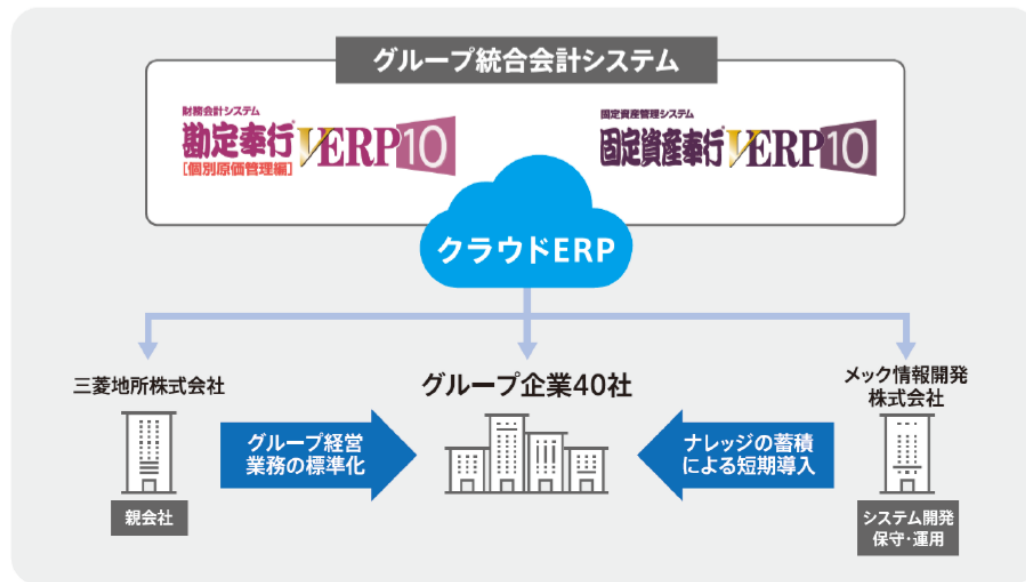 グループ統合会計システム
財務会計システム
勘定奉行 VERP10
[個別原価管理編]
固定資産管理システム
固定資産奉行 VERP10
クラウドERP
三菱地所株式会社
グループ企業40社
メック情報開発
株式会社
グループ経営
業務の標準化
ナレッジの蓄積
による短期導入
親会社
システム開発
保守・運用